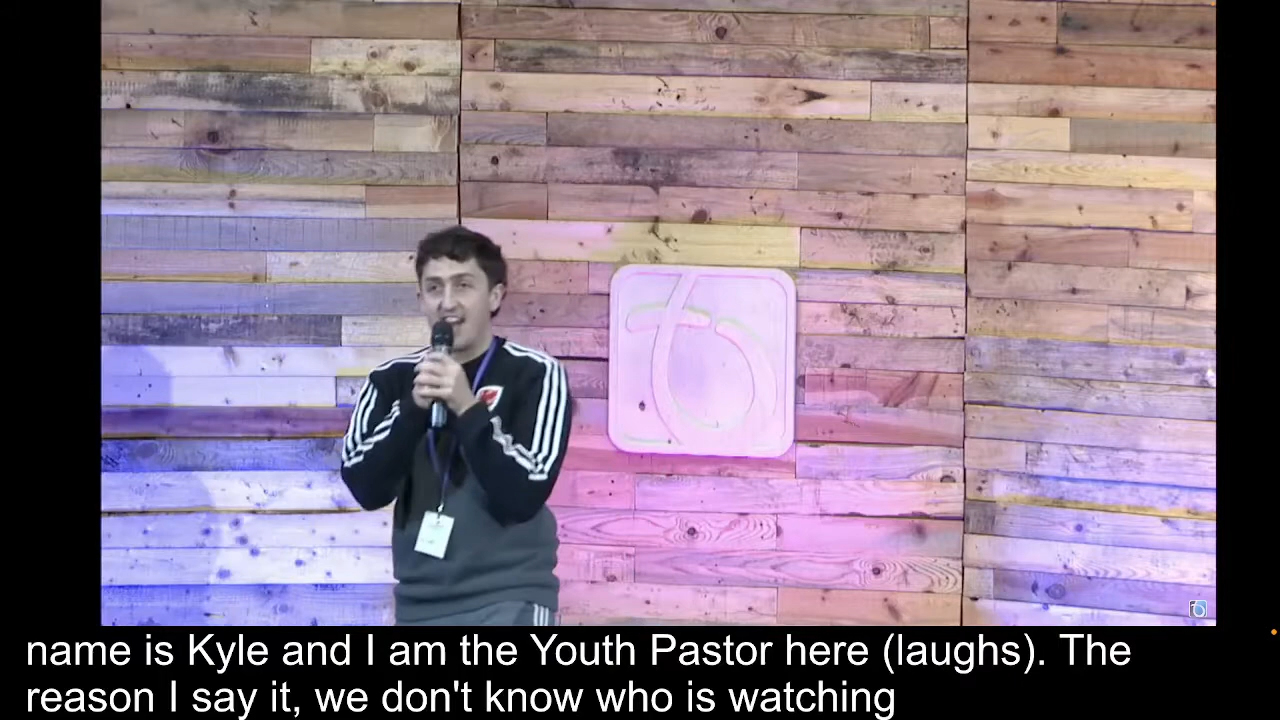 name is Kyle and I am the Youth Pastor here (laughs). The
reason I say it, we don't know who is watching